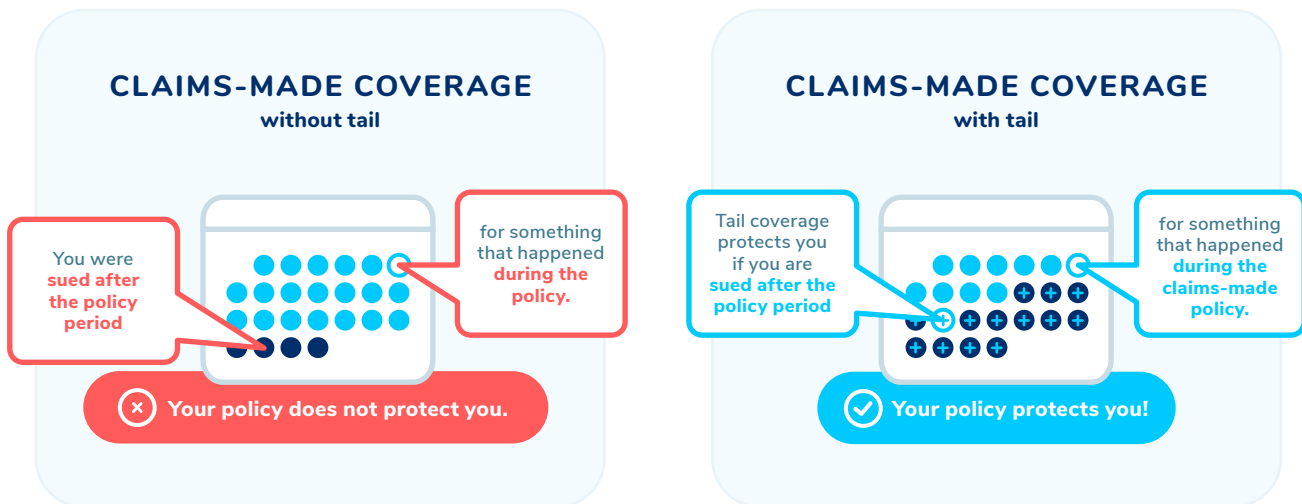 CLAIMS-MADE COVERAGE
without tail
You were
sued after
the policy
period
for something
that happened
during the
policy.
Your policy does not protect you.
CLAIMS-MADE COVERAGE
with tail
Tail coverage
protects you
if you are
sued after the
policy period
for something
that happened
during the
claims-made
policy.
Your policy protects you!